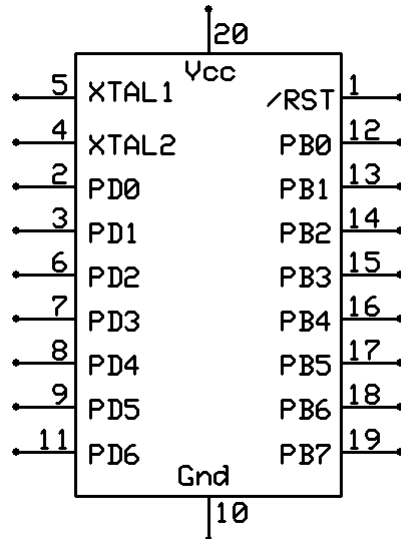 20
Vcc
5 XTAL1 /RST 1
4 XTAL2 PB0 12
2 PD0 PB1 13
3 PD1 PB2 14
6 PD2 PB3 15
7 PD3 PB4 16
8 PD4 PB5 17
9 PD5 PB6 18
11 PD6 PB7 19
Gnd
10